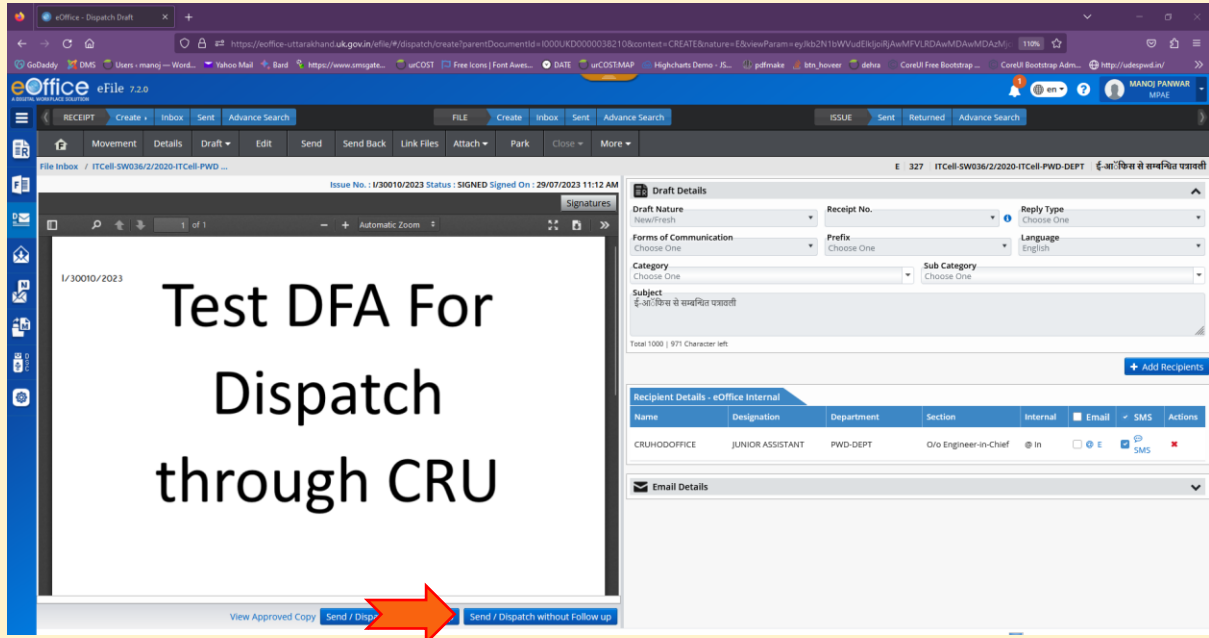 eOffice - Dispatch Draft
https://eoffice-uttarakhand.uk.gov.in/efile/#/dispatch/create?parentDocumentId=I000UKD0000038210&context=CREATE&nature=E&viewParam= 110%
GoDaddy DMS Users - manoj — Word... Yahoo Mail Bard https://www.smsgate... urCOST Free Icons | Font Awes... DATE urCOST:MAP Highcharts Demo - JS... pdfmake btn_hoveer dehra CoreUI Free Bootstrap ... CoreUI Bootstrap Adm... http://udespwd.in/
eOffice eFile 7.2.0 en MANOJ PANWAR
A DIGITAL WORKPLACE SOLUTION MPAE
RECEIPT Create Inbox Sent Advance Search FILE Create Inbox Sent Advance Search ISSUE Sent Returned Advance Search
Movement Details Draft Edit Send Send Back Link Files Attach Park Close More
File Inbox / ITCell-SW036/2/2020-ITCell-PWD ... E 327 ITCell-SW036/2/2020-ITCell-PWD-DEPT ई-आॅफिस से सम्बन्धित पत्रावली
Issue No. : I/30010/2023 Status : SIGNED Signed On : 29/07/2023 11:12 AM
Signatures
1 of 1 Automatic Zoom
I/30010/2023
Test DFA For
Dispatch
through CRU
View Approved Copy Send / Dispa Send / Dispatch without Follow up
Draft Details
Draft Nature Receipt No. Reply Type
New/Fresh Choose One
Forms of Communication Prefix Language
Choose One Choose One English
Category Sub Category
Choose One Choose One
Subject
ई-आॅफिस से सम्बन्धित पत्रावली
Total 1000 | 971 Character left
+ Add Recipients
Recipient Details - eOffice Internal
Name Designation Department Section Internal Email SMS Actions
CRUHODOFFICE JUNIOR ASSISTANT PWD-DEPT O/o Engineer-in-Chief @ In @ E SMS
Email Details